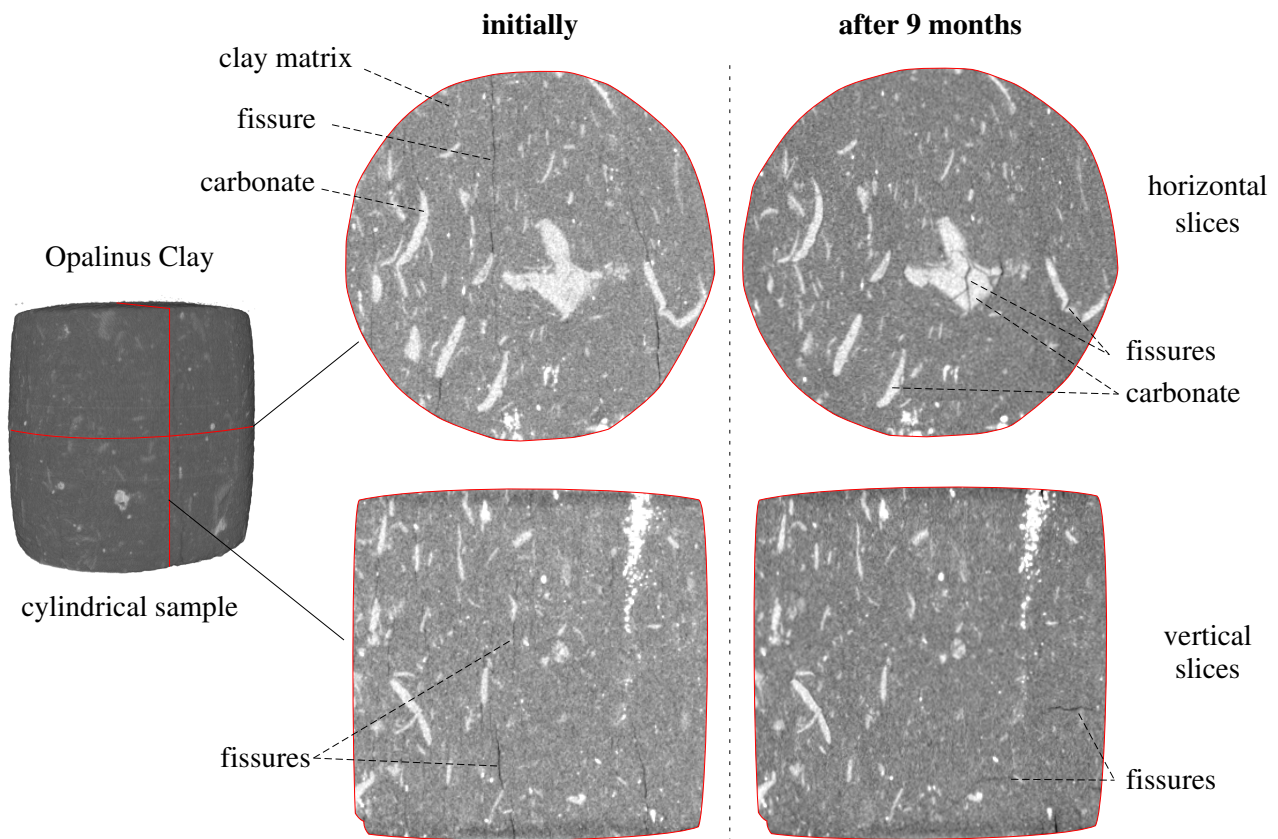 initially
after 9 months
clay matrix
fissure
carbonate
horizontal
slices
Opalinus Clay
fissures
carbonate
cylindrical sample
vertical
slices
fissures
fissures